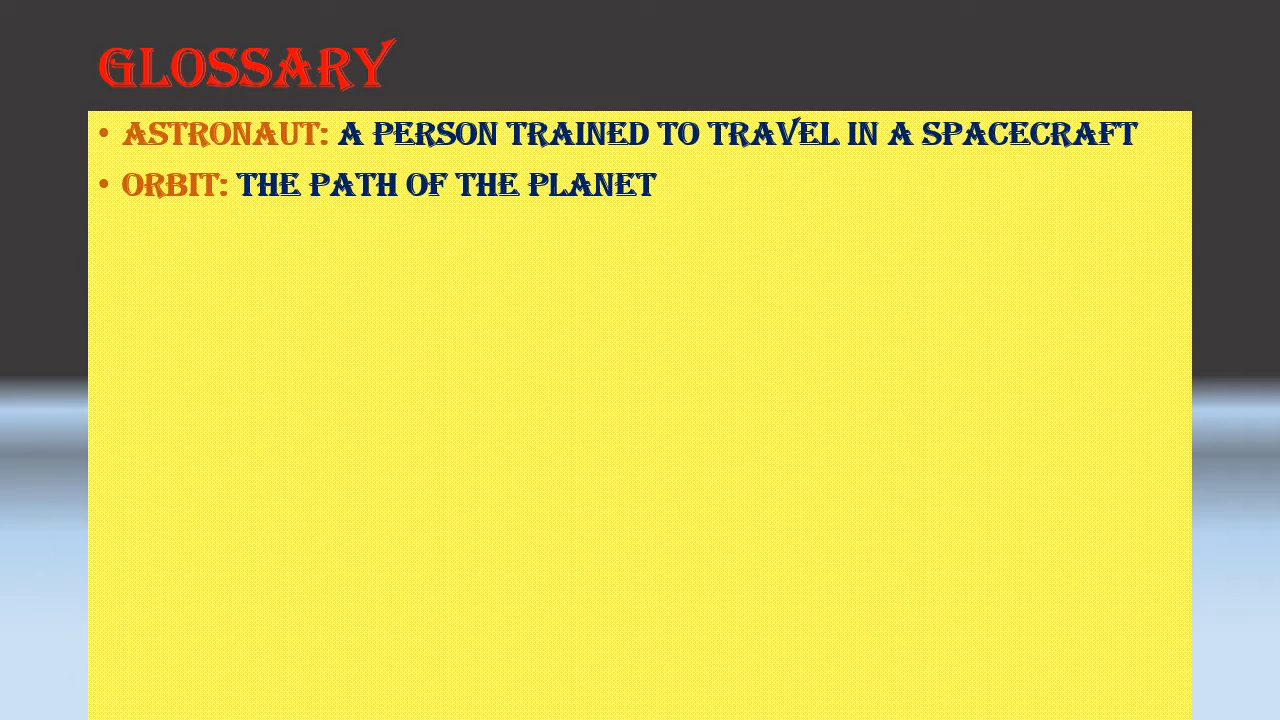 GLOSSARY
• ASTRONAUT: A PERSON TRAINED TO TRAVEL IN A SPACECRAFT
• ORBIT: THE PATH OF THE PLANET